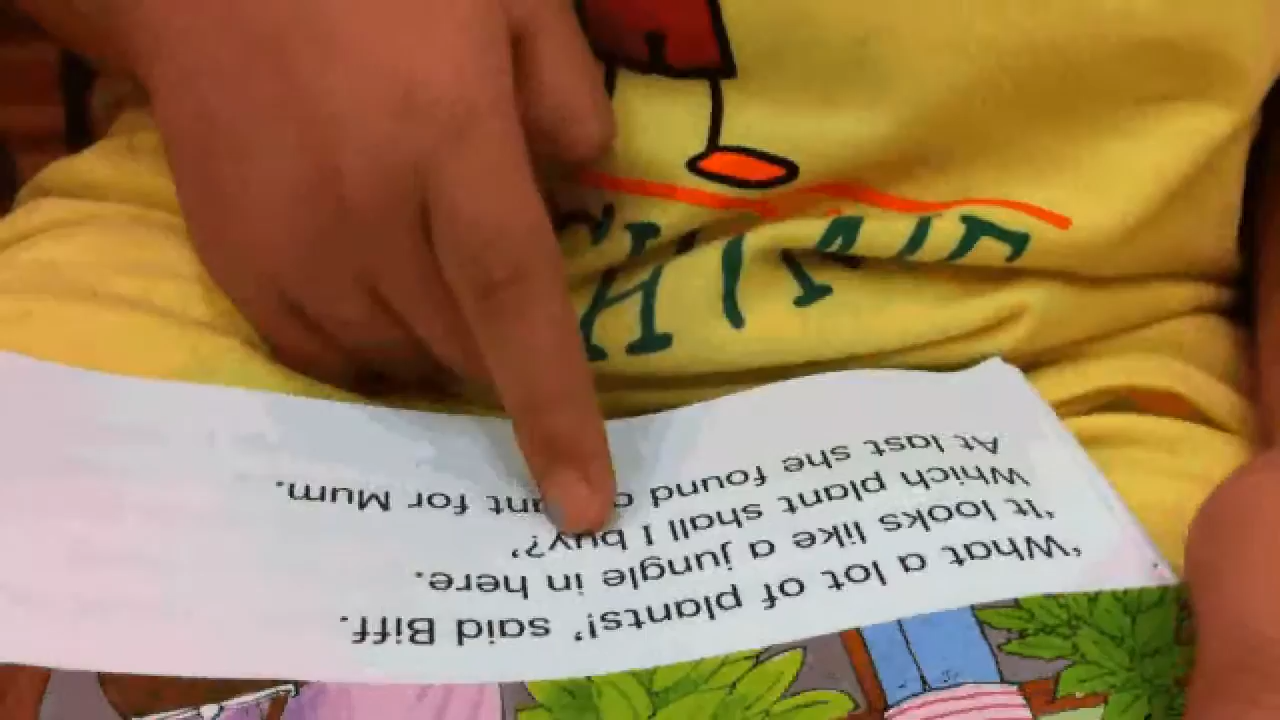 'What a lot of plants!' said Biff.
'It looks like a jungle in here.
Which plant shall I buy?'
At last she found for Mum.